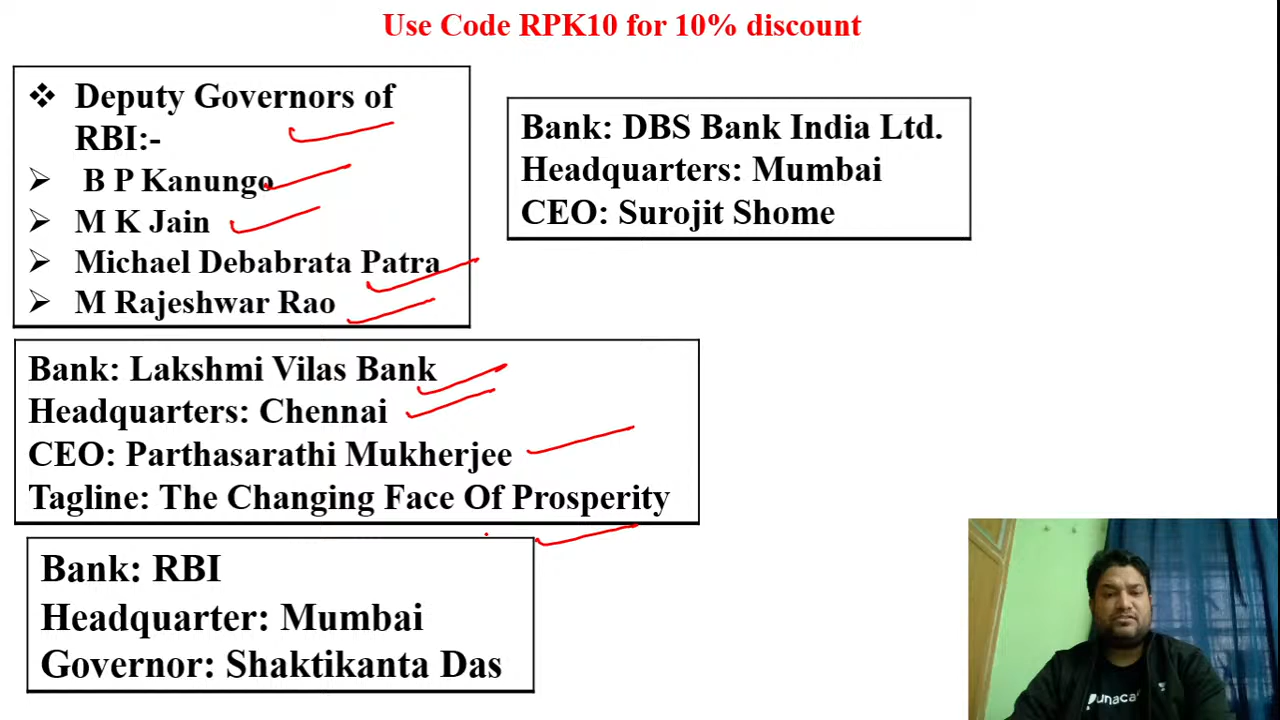 Use Code RPK10 for 10% discount
❖ Deputy Governors of
RBI:-
➢ B P Kanungo
➢ M K Jain
➢ Michael Debabrata Patra
➢ M Rajeshwar Rao
Bank: DBS Bank India Ltd.
Headquarters: Mumbai
CEO: Surojit Shome
Bank: Lakshmi Vilas Bank
Headquarters: Chennai
CEO: Parthasarathi Mukherjee
Tagline: The Changing Face Of Prosperity
Bank: RBI
Headquarter: Mumbai
Governor: Shaktikanta Das